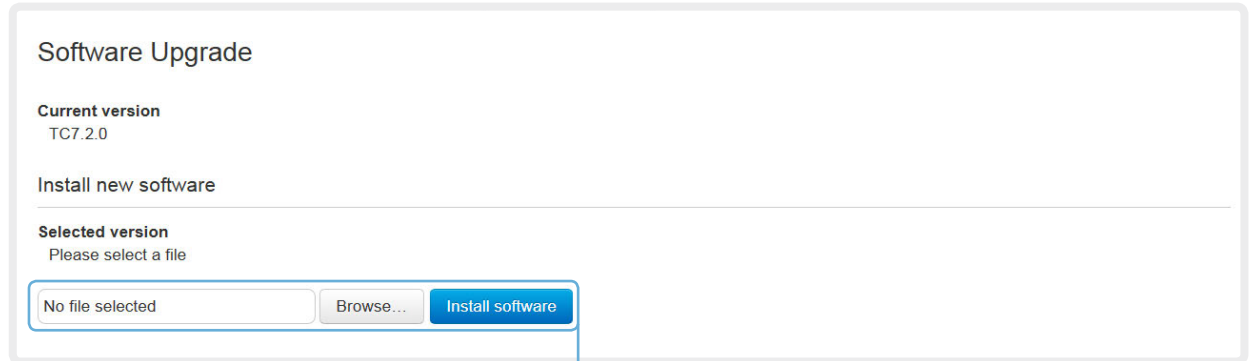 Software Upgrade
Current version
TC7.2.0
Install new software
Selected version
Please select a file
No file selected Browse... Install software